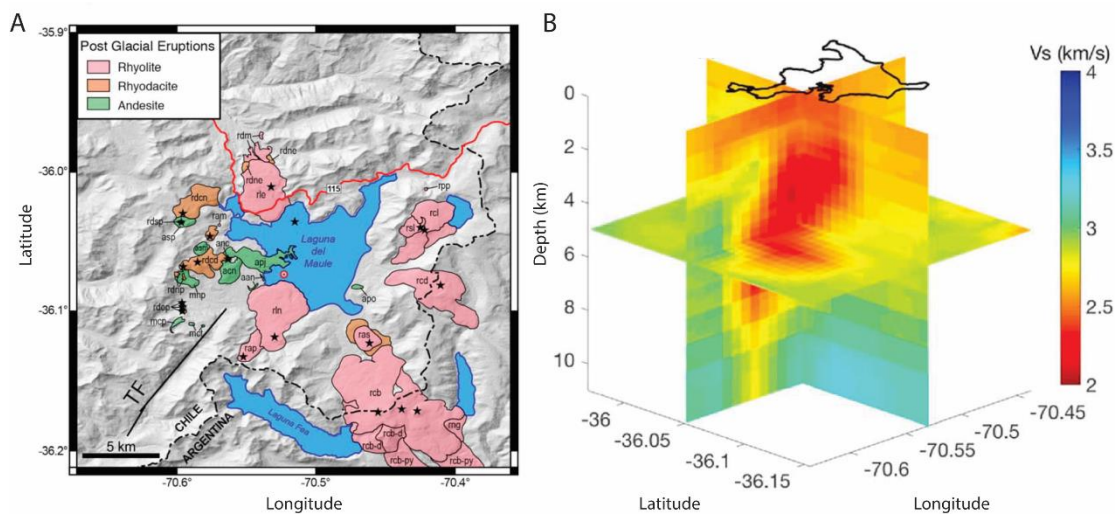 A
B
Post Glacial Eruptions
Rhyolite
Rhyodacite
Andesite
-35.9°
-36.0°
-36.1°
-36.2°
Latitude
rdm
rdnc
rdne
rle
115
rpp
rdcn
rdsp
ram
asp
anc
rcl
rsl
Laguna
del
Maule
rdcd
acn
apj
aan
rcd
mnp
rdep
mcp
apo
rln
rap
ras
TF
CHILE
ARGENTINA
5 km
Laguna Fea
rcb
rcb-d
rcb-d
rng
rcb-py
rcb-py
-70.6°
-70.5°
-70.4°
Longitude
Vs (km/s)
4
3.5
3
2.5
2
0
2
4
6
8
10
Depth (km)
-36
-36.05
-36.1
-36.15
Latitude
-70.45
-70.5
-70.55
-70.6
Longitude